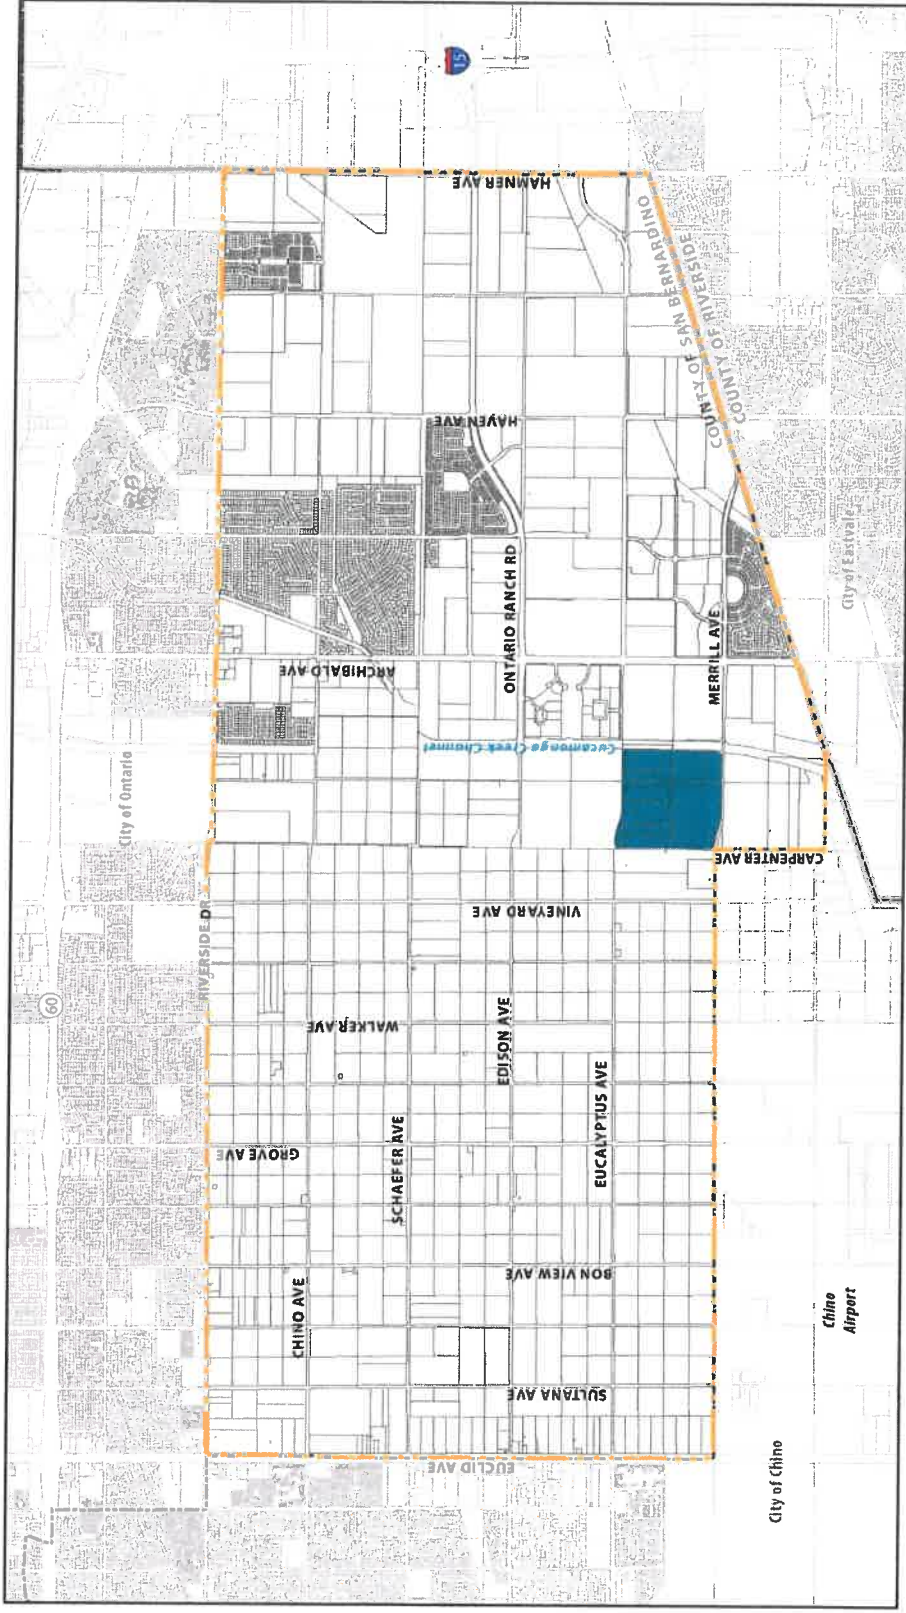 15
HAMNER AVE
COUNTY OF SAN BERNARDINO
COUNTY OF RIVERSIDE
HAVEN AVE
City of Eastvale
ONTARIO RANCH RD
MERRILL AVE
ARCHIBALD AVE
Cucamonga Creek Channel
City of Ontario
CARPENTER AVE
RIVERSIDE DR
VINEYARD AVE
60
WALKER AVE
EDISON AVE
EUCALYPTUS AVE
GROVE AVE
SCHAEFER AVE
BON VIEW AVE
CHINO AVE
Chino
Airport
SULTANA AVE
EUCLID AVE
City of Chino